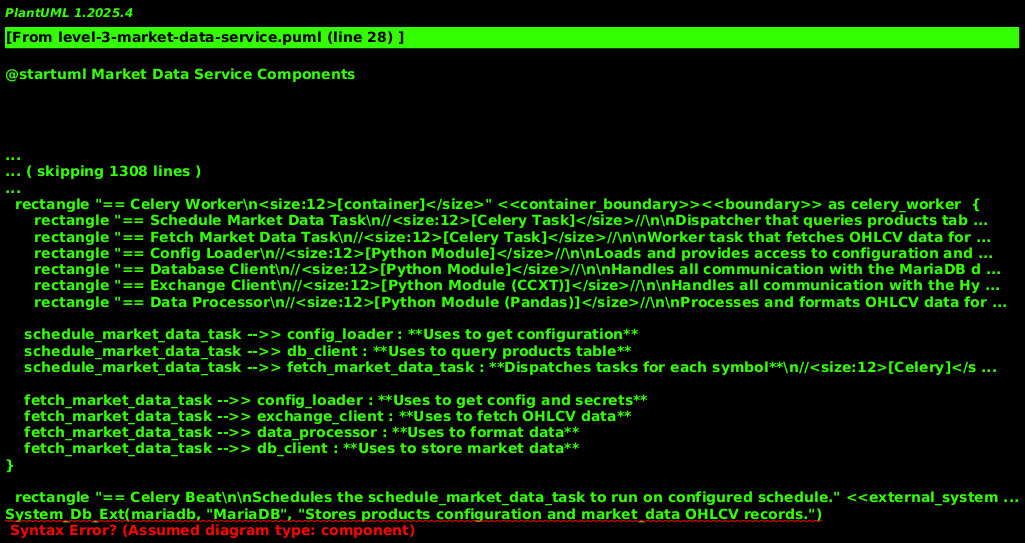 PlantUML 1.2025.4
[From level-3-market-data-service.puml (line 28) ]
@startuml Market Data Service Components
...
... ( skipping 1308 lines )
...
rectangle "== Celery Worker\n<size:12>[container]</size>" <<container_boundary>><<boundary>> as celery_worker  {
rectangle "== Schedule Market Data Task\n//<size:12>[Celery Task]</size>//\n\nDispatcher that queries products tab ...
rectangle "== Fetch Market Data Task\n//<size:12>[Celery Task]</size>//\n\nWorker task that fetches OHLCV data for ...
rectangle "== Config Loader\n//<size:12>[Python Module]</size>//\n\nLoads and provides access to configuration and ...
rectangle "== Database Client\n//<size:12>[Python Module]</size>//\n\nHandles all communication with the MariaDB d ...
rectangle "== Exchange Client\n//<size:12>[Python Module (CCXT)]</size>//\n\nHandles all communication with the Hy ...
rectangle "== Data Processor\n//<size:12>[Python Module (Pandas)]</size>//\n\nProcesses and formats OHLCV data for ...
schedule_market_data_task -->> config_loader : **Uses to get configuration**
schedule_market_data_task -->> db_client : **Uses to query products table**
schedule_market_data_task -->> fetch_market_data_task : **Dispatches tasks for each symbol**\n//<size:12>[Celery]</s ...
fetch_market_data_task -->> config_loader : **Uses to get config and secrets**
fetch_market_data_task -->> exchange_client : **Uses to fetch OHLCV data**
fetch_market_data_task -->> data_processor : **Uses to format data**
fetch_market_data_task -->> db_client : **Uses to store market data**
}
rectangle "== Celery Beat\n\nSchedules the schedule_market_data_task to run on configured schedule." <<external_system ...
System_Db_Ext(mariadb, "MariaDB", "Stores products configuration and market_data OHLCV records.")
Syntax Error? (Assumed diagram type: component)